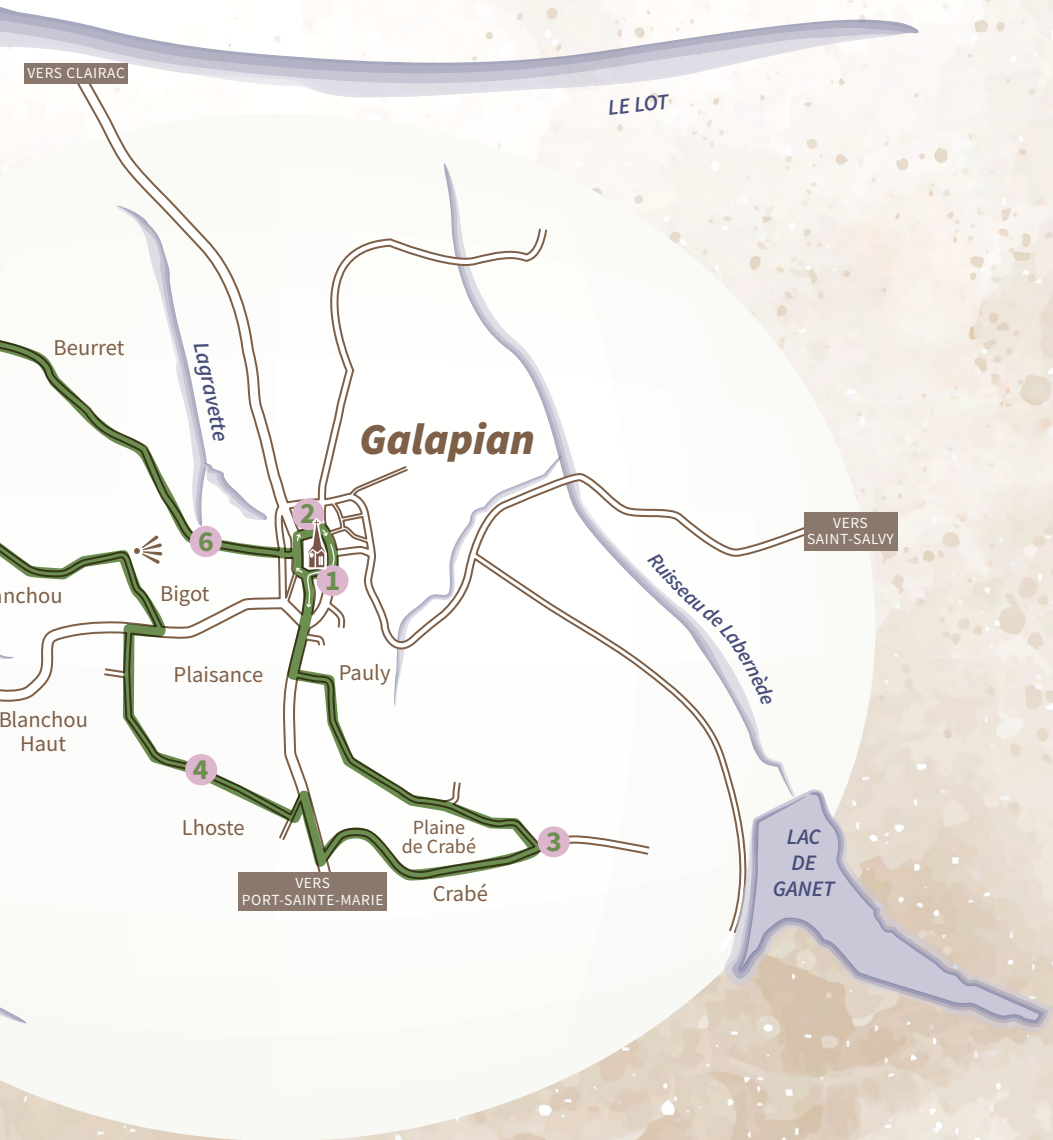 VERS CLAIRAC
LE LOT
Beurret
Lagravette
Galapian
2
VERS
SAINT-SALVY
6
1
Bigot
anchou
Ruisseau de Labernède
Plaisance
Pauly
Blanchou
Haut
4
Lhoste
Plaine
de Crabé
3
LAC
DE
GANET
VERS
PORT-SAINTE-MARIE
Crabé